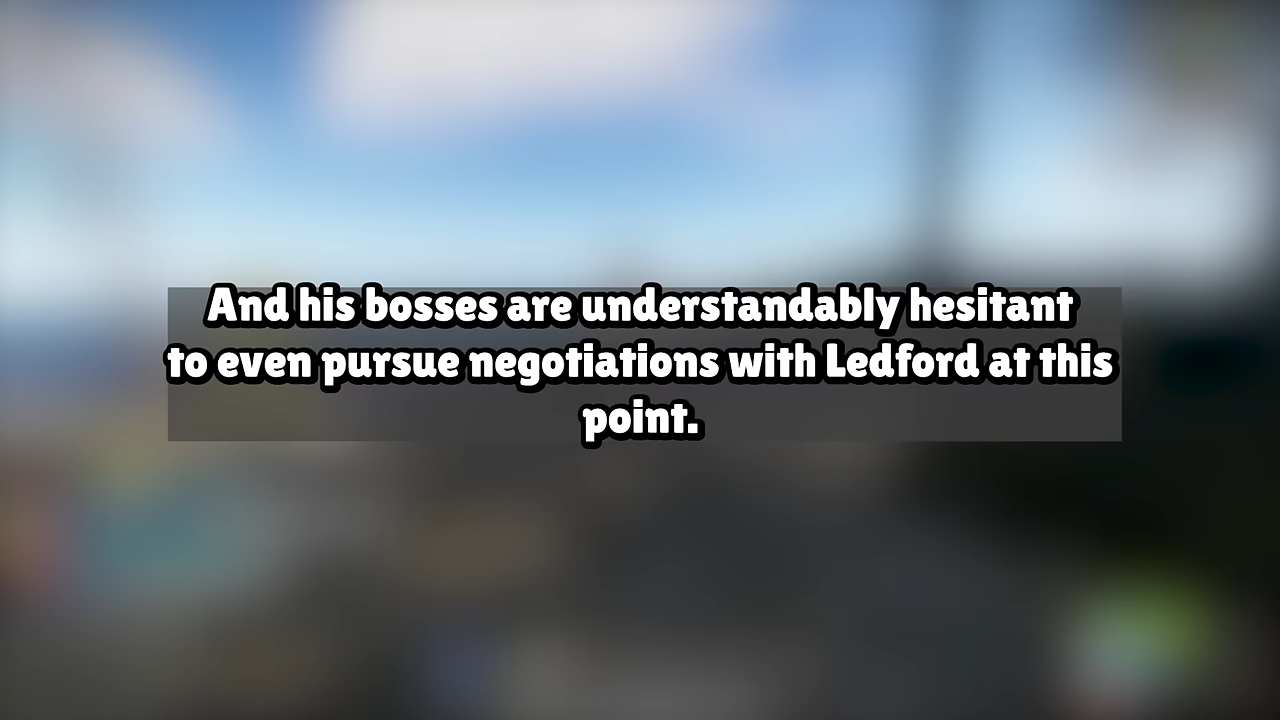 And his bosses are understandably hesitant
to even pursue negotiations with Ledford at this
point.